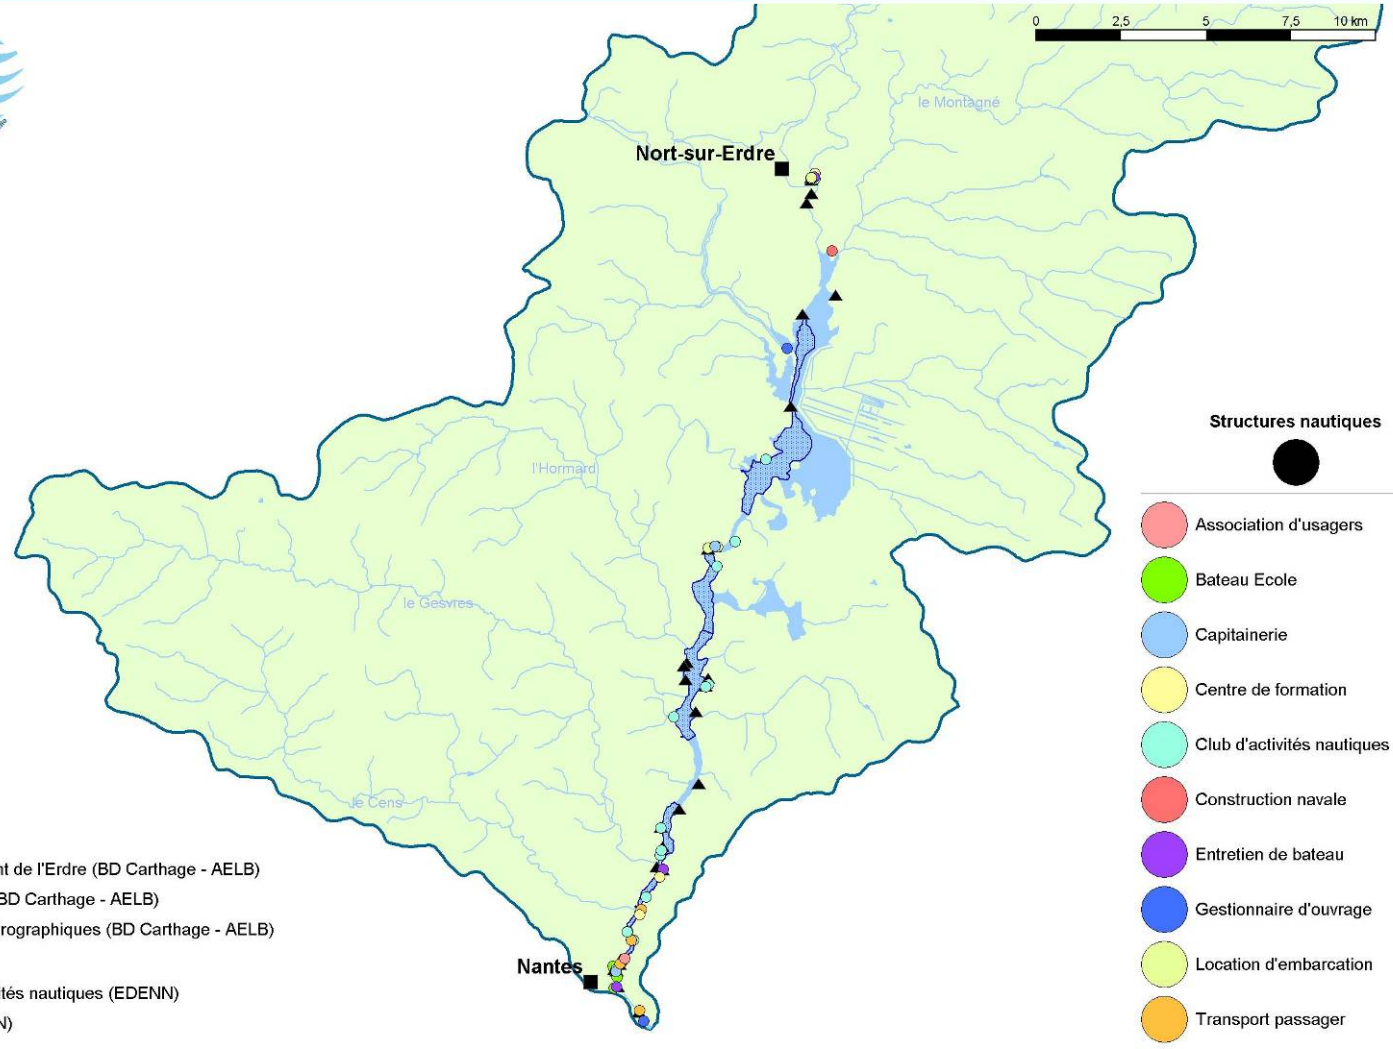 0 2,5 5 7,5 10 km
le Montagné
Nort-sur-Erdre
Structures nautiques
l'Hormard
Association d'usagers
Bateau Ecole
le Gesvres
Capitainerie
Centre de formation
Club d'activités nautiques
le Cens
Construction navale
Entretien de bateau
nt de l'Erdre (BD Carthage - AELB)
BD Carthage - AELB)
Gestionnaire d'ouvrage
rographiques (BD Carthage - AELB)
Nantes
Location d'embarcation
ités nautiques (EDENN)
Transport passager
N)